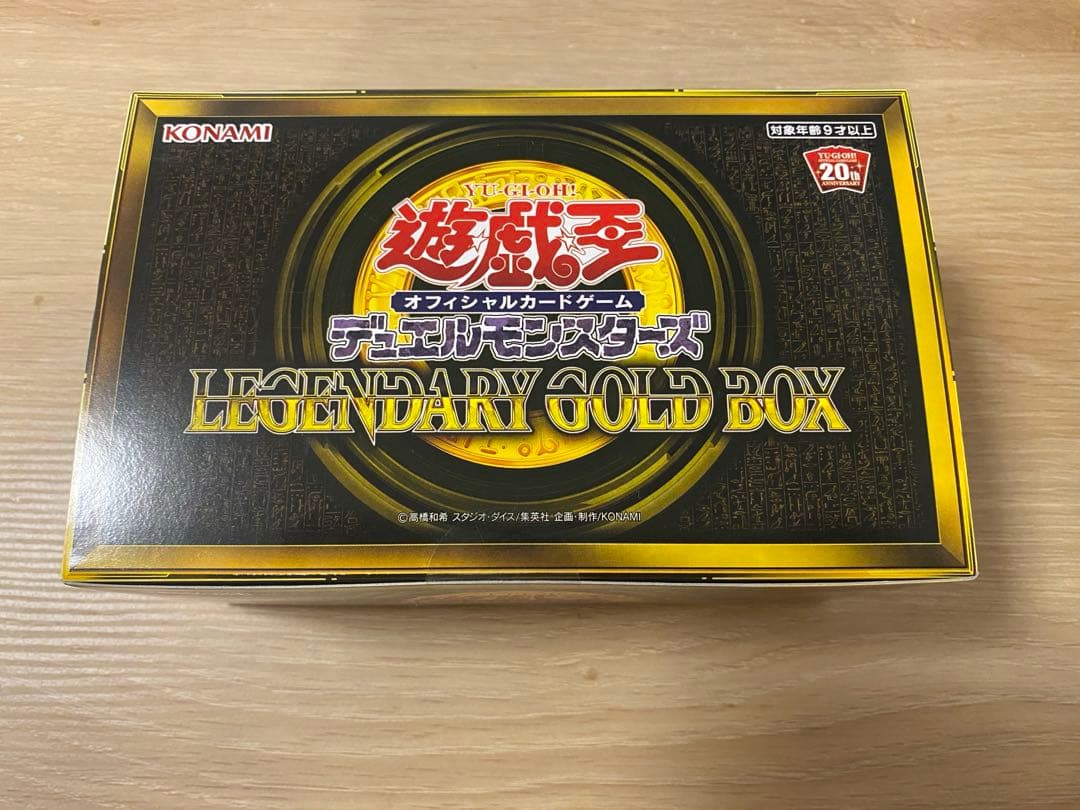 KONAMI
対象年齢9才以上
YU-GI-OH!
20th
ANNIVERSARY
YU-GI-OH!
遊戯王
オフィシャルカードゲーム
デュエルモンスターズ
LEGENDARY GOLD BOX
©高橋和希 スタジオ・ダイス/集英社・企画・制作/KONAMI